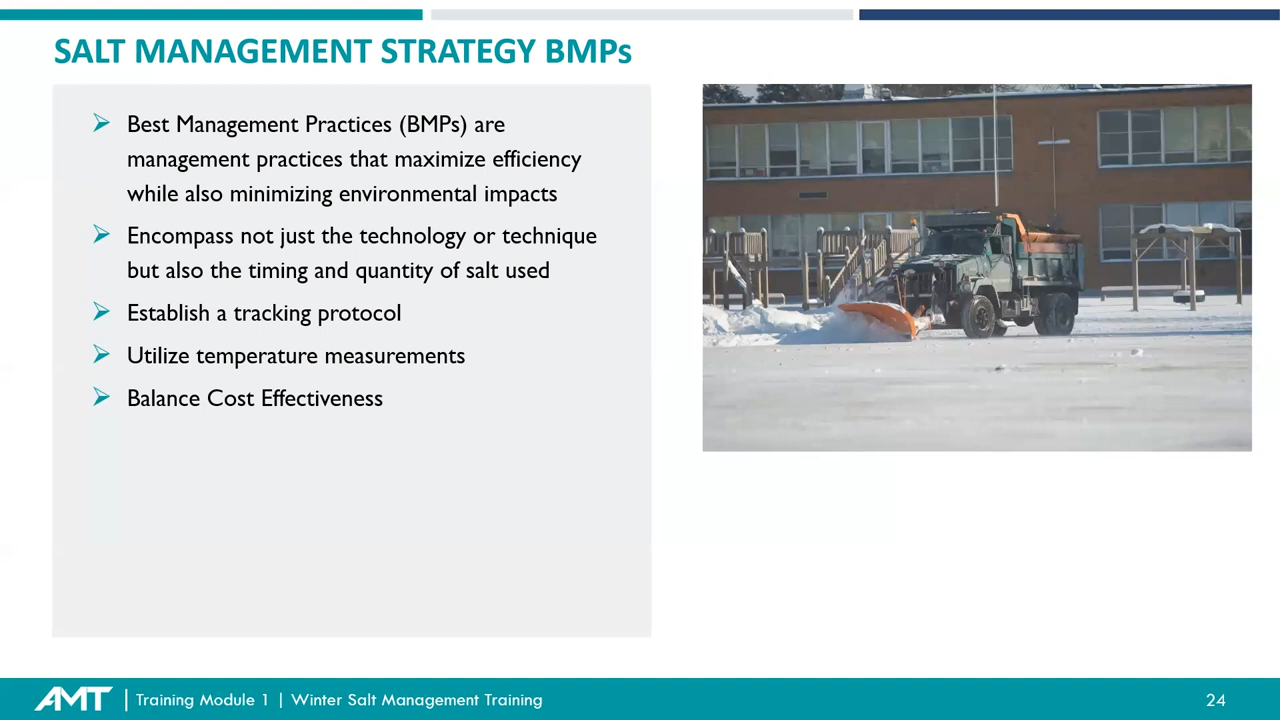 SALT MANAGEMENT STRATEGY BMPs
Best Management Practices (BMPs) are
management practices that maximize efficiency
while also minimizing environmental impacts
Encompass not just the technology or technique
but also the timing and quantity of salt used
Establish a tracking protocol
Utilize temperature measurements
Balance Cost Effectiveness
AMT | Training Module 1 | Winter Salt Management Training
24